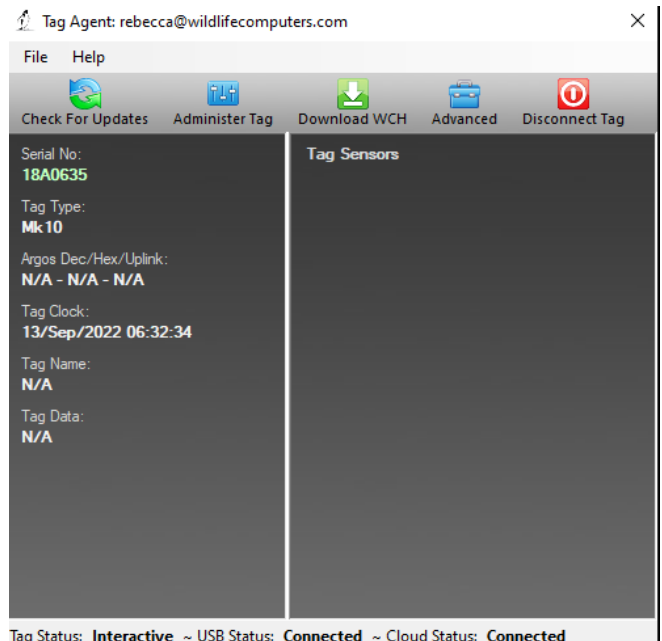 Tag Agent: rebecca@wildlifecomputers.com
File Help
Check For Updates Administer Tag Download WCH Advanced Disconnect Tag
Serial No:
18A0635
Tag Type:
Mk10
Argos Dec/Hex/Uplink:
N/A - N/A - N/A
Tag Clock:
13/Sep/2022 06:32:34
Tag Name:
N/A
Tag Data:
N/A
Tag Sensors
Tag Status: Interactive ~ USB Status: Connected ~ Cloud Status: Connected